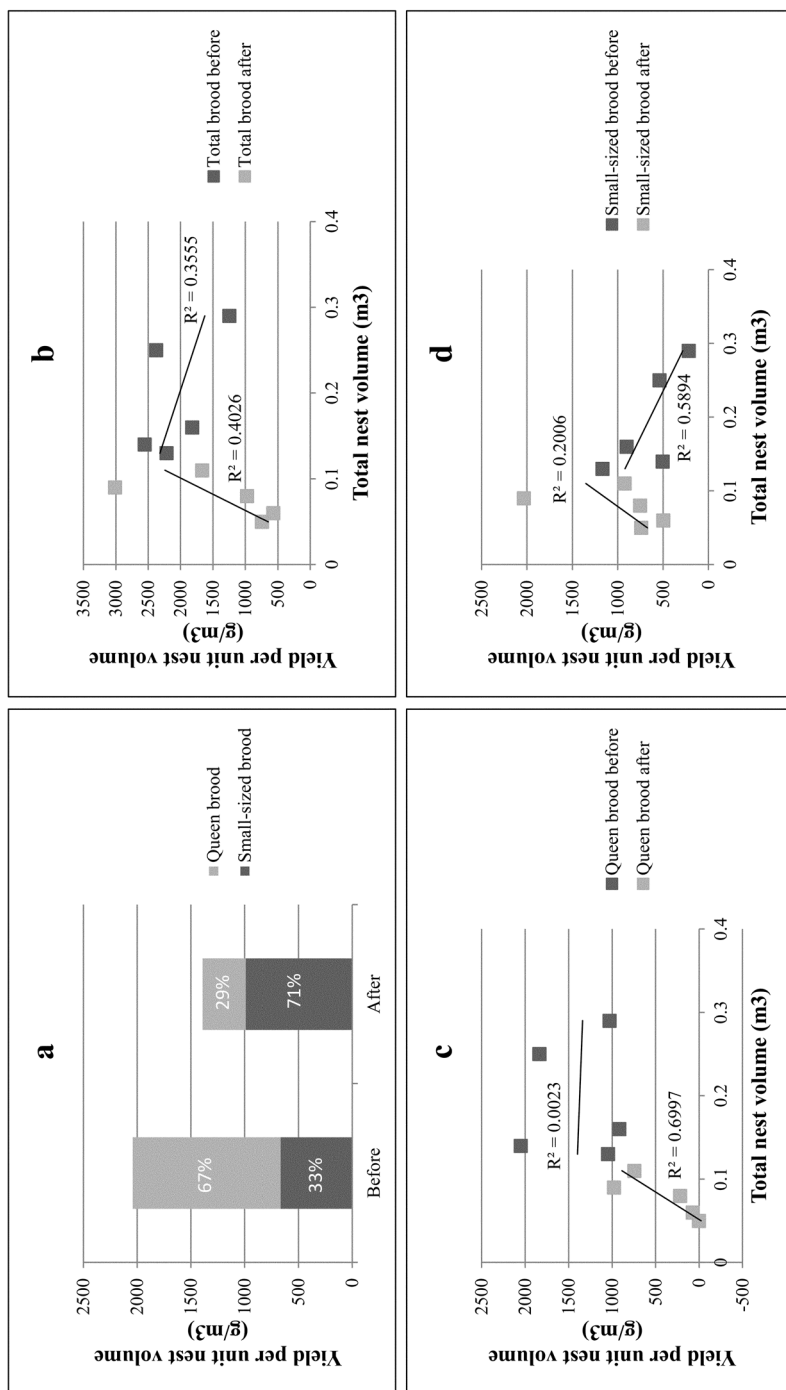 a
2500
2000
1500
1000
500
0
Yield per unit nest volume
(g/m3)
67%
33%
29%
71%
Before
After
Queen brood
Small-sized brood
b
3500
3000
2500
2000
1500
1000
500
0
Yield per unit nest volume
(g/m3)
R² = 0.3555
R² = 0.4026
0
0.1
0.2
0.3
0.4
Total nest volume (m3)
Total brood before
Total brood after
c
2500
2000
1500
1000
500
0
-500
Yield per unit nest volume
(g/m3)
R² = 0.0023
R² = 0.6997
0
0.1
0.2
0.3
0.4
Total nest volume (m3)
Queen brood before
Queen brood after
d
2500
2000
1500
1000
500
0
Yield per unit nest volume
(g/m3)
R² = 0.2006
R² = 0.5894
0
0.1
0.2
0.3
0.4
Total nest volume (m3)
Small-sized brood before
Small-sized brood after